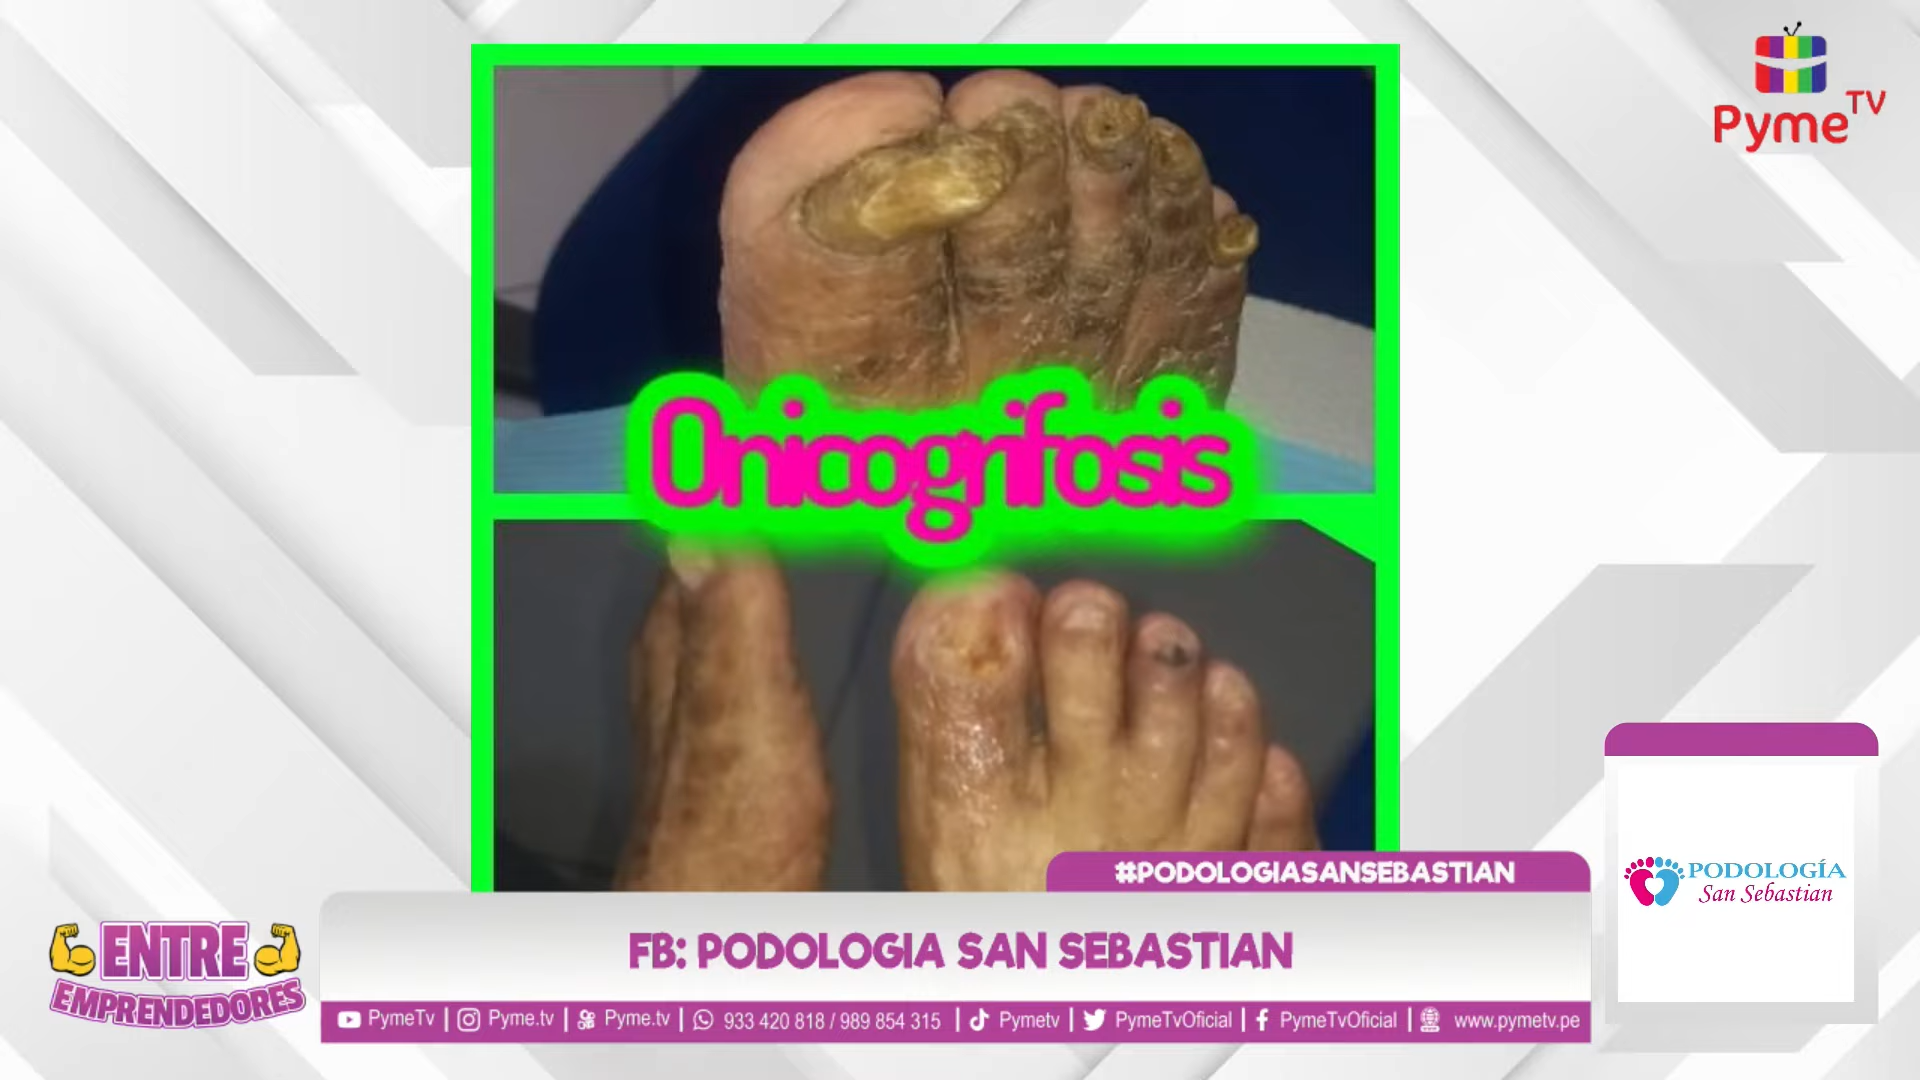 Pyme TV
Onicogrifosis
#PODOLOGIASANSEBASTIAN
PODOLOGÍA
San Sebastian
FB: PODOLOGIA SAN SEBASTIAN
ENTRE
EMPRENDEDORES
PymeTv | Pyme.tv | Pyme.tv | 933 420 818 / 989 854 315 | Pymetv | PymeTvOficial | PymeTvOficial | www.pymetv.pe